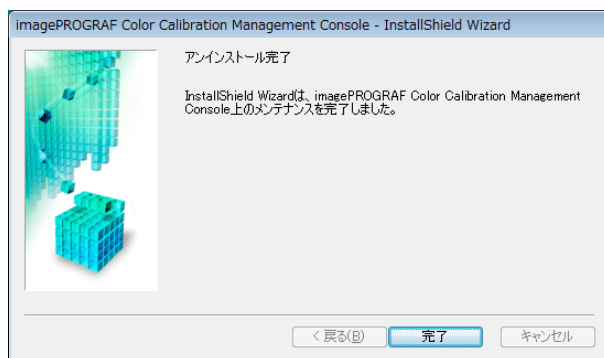 imagePROGRAF Color Calibration Management Console - InstallShield Wizard
アンインストール完了
InstallShield Wizardは、imagePROGRAF Color Calibration Management
Console上のメンテナンスを完了しました。
< 戻る(B)
完了
キャンセル